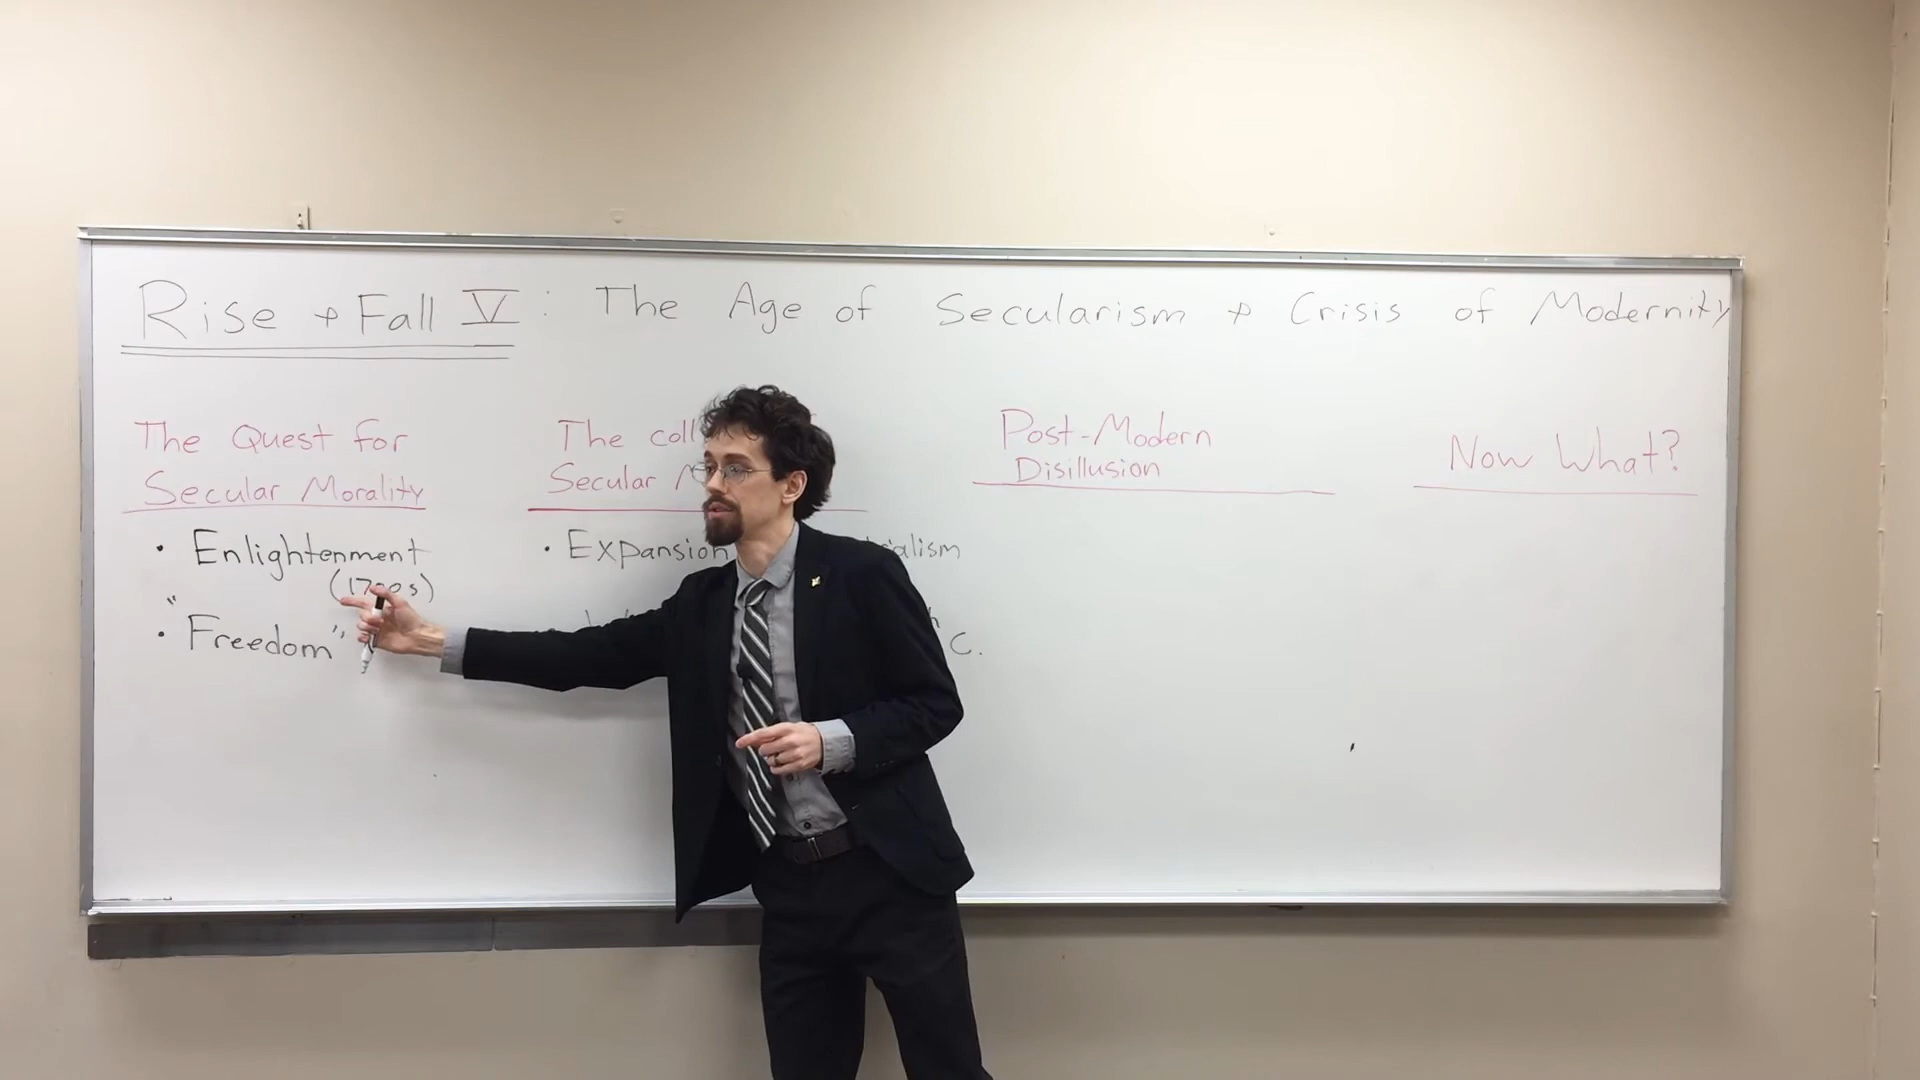 Rise + Fall V: The Age of Secularism + Crisis of Modernity
The Quest for
Secular Morality
• Enlightenment
(1700s)
• "Freedom"
The
Secular
• Expansion
C.
Post-Modern
Disillusion
Now What?